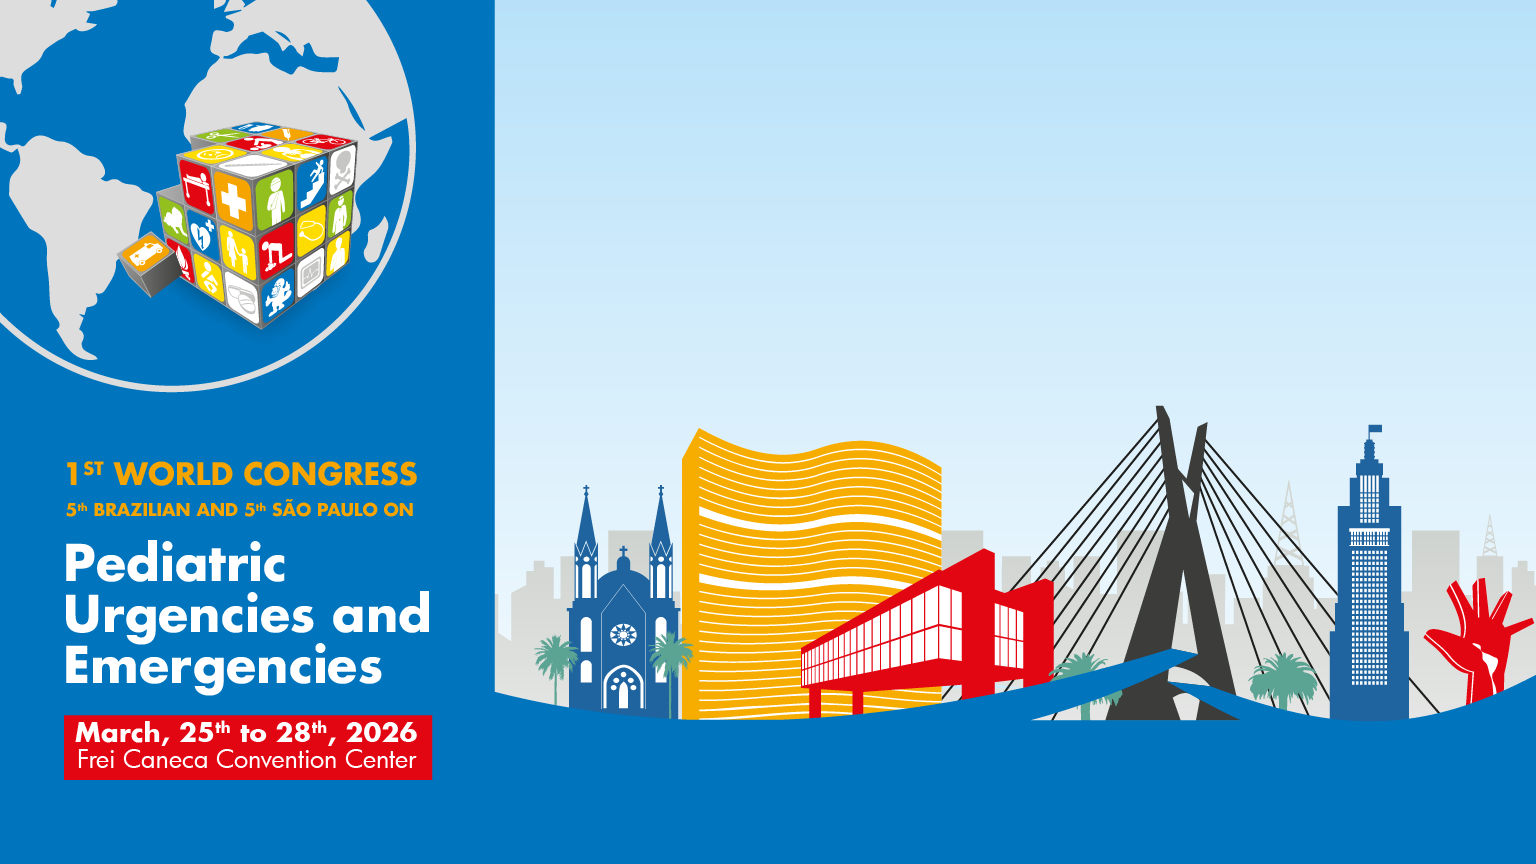 1ST WORLD CONGRESS
5th BRAZILIAN AND 5th SÃO PAULO ON
Pediatric
Urgencies and
Emergencies
March, 25th to 28th, 2026
Frei Caneca Convention Center